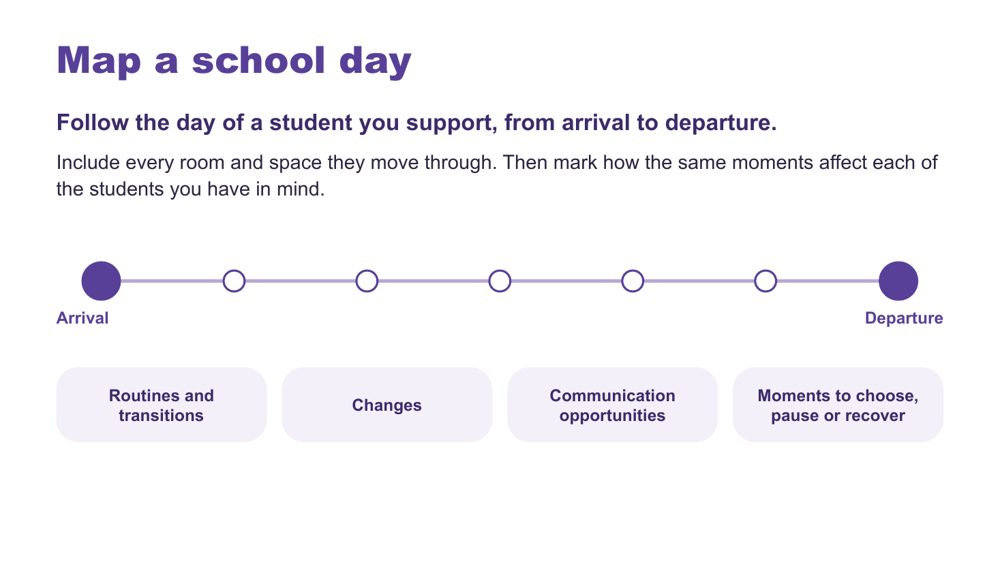 Map a school day
Follow the day of a student you support, from arrival to departure.
Include every room and space they move through. Then mark how the same moments affect each of
the students you have in mind.
Arrival
Departure
Routines and
transitions
Changes
Communication
opportunities
Moments to choose,
pause or recover